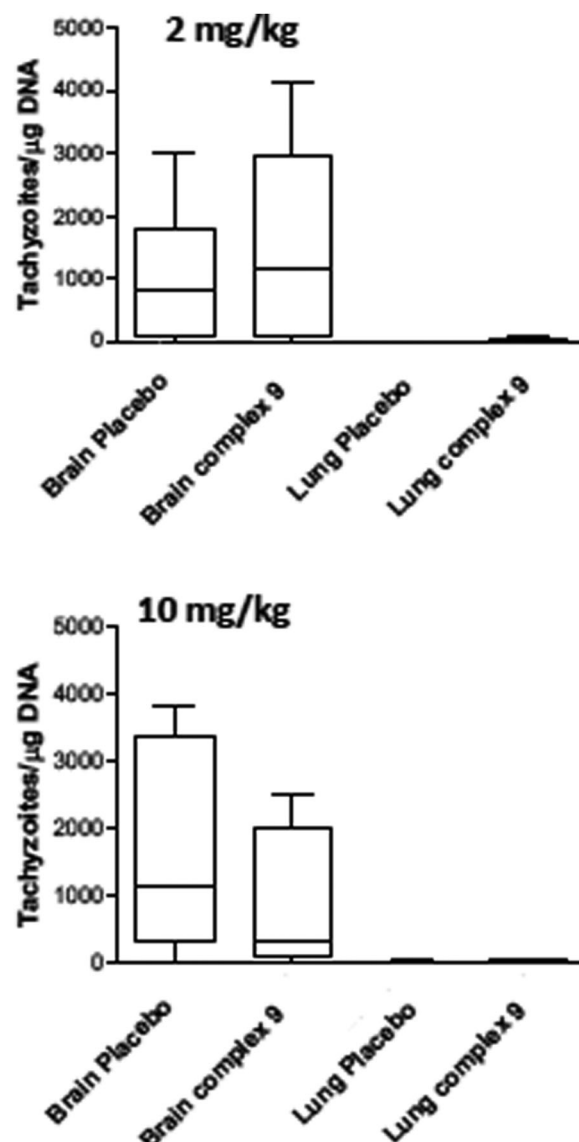 2 mg/kg
5000
4000
3000
2000
1000
0
Tachyzoites/µg DNA
Brain Placebo
Brain complex 9
Lung Placebo
Lung complex 9
10 mg/kg
5000
4000
3000
2000
1000
0
Tachyzoites/µg DNA
Brain Placebo
Brain complex 9
Lung Placebo
Lung complex 9